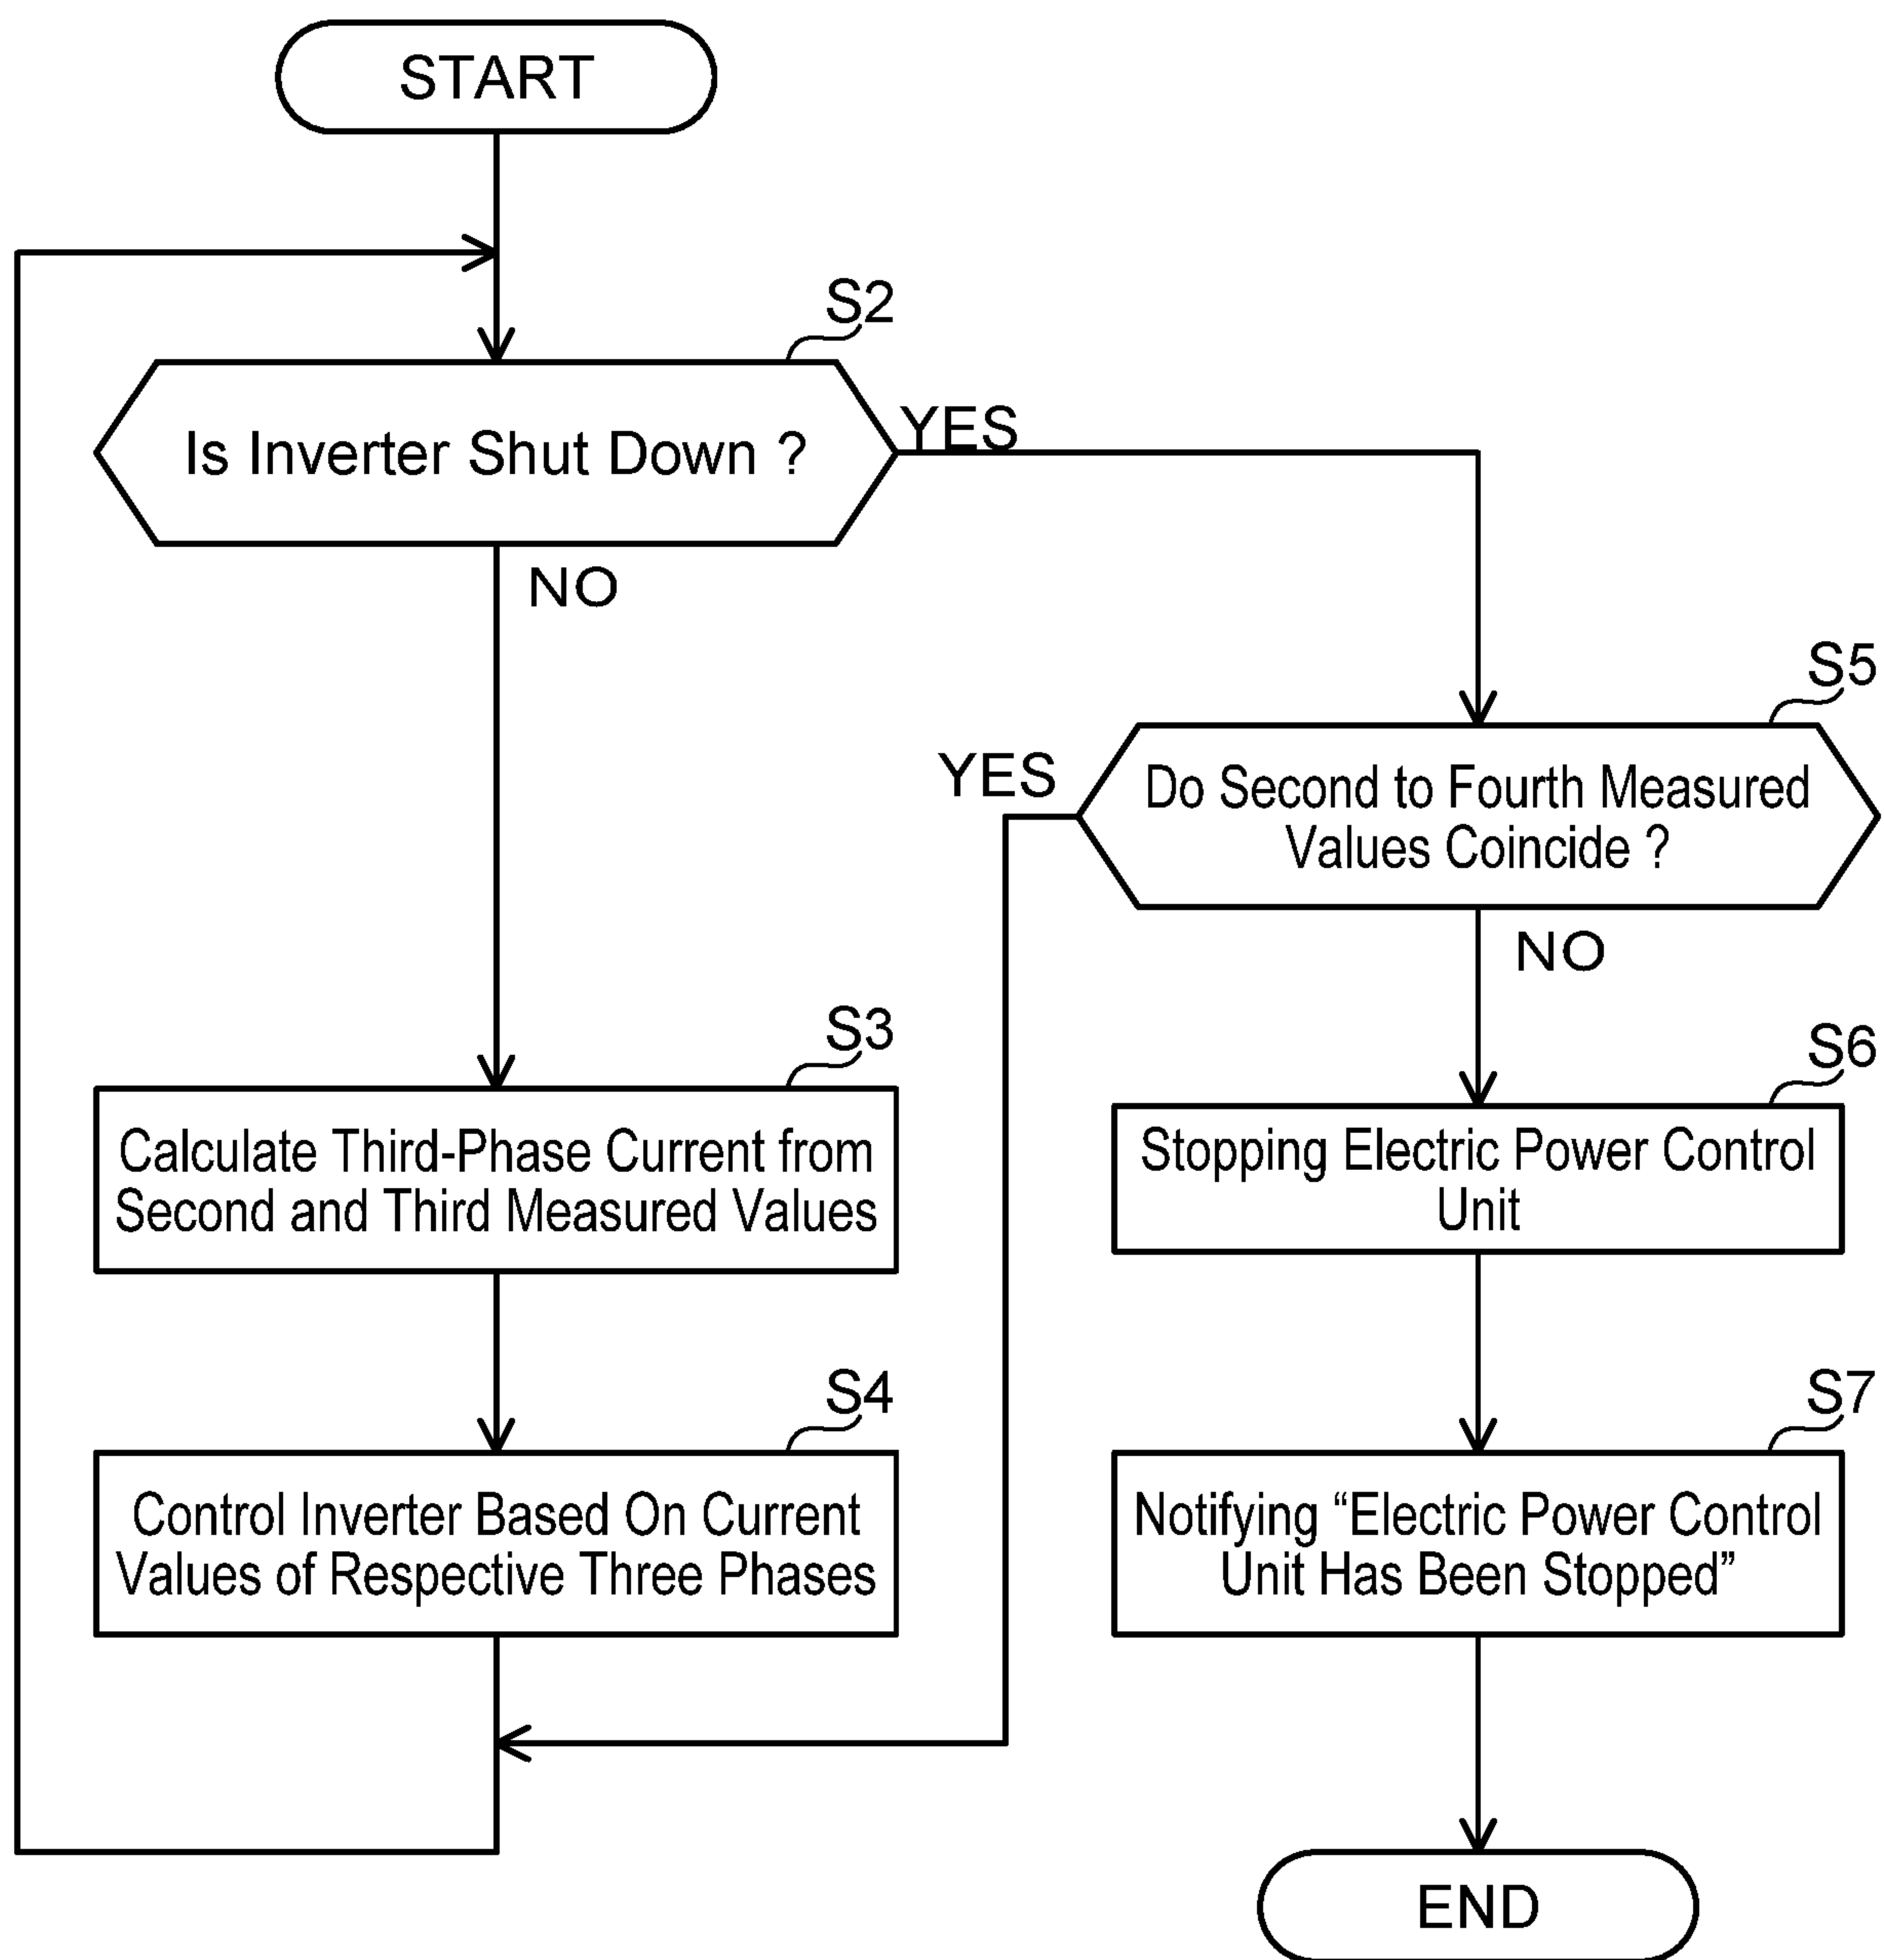 START
S2
Is Inverter Shut Down ?
YES
NO
S5
Do Second to Fourth Measured
Values Coincide ?
YES
NO
S3
Calculate Third-Phase Current from
Second and Third Measured Values
S6
Stopping Electric Power Control
Unit
S4
Control Inverter Based On Current
Values of Respective Three Phases
S7
Notifying “Electric Power Control
Unit Has Been Stopped”
END